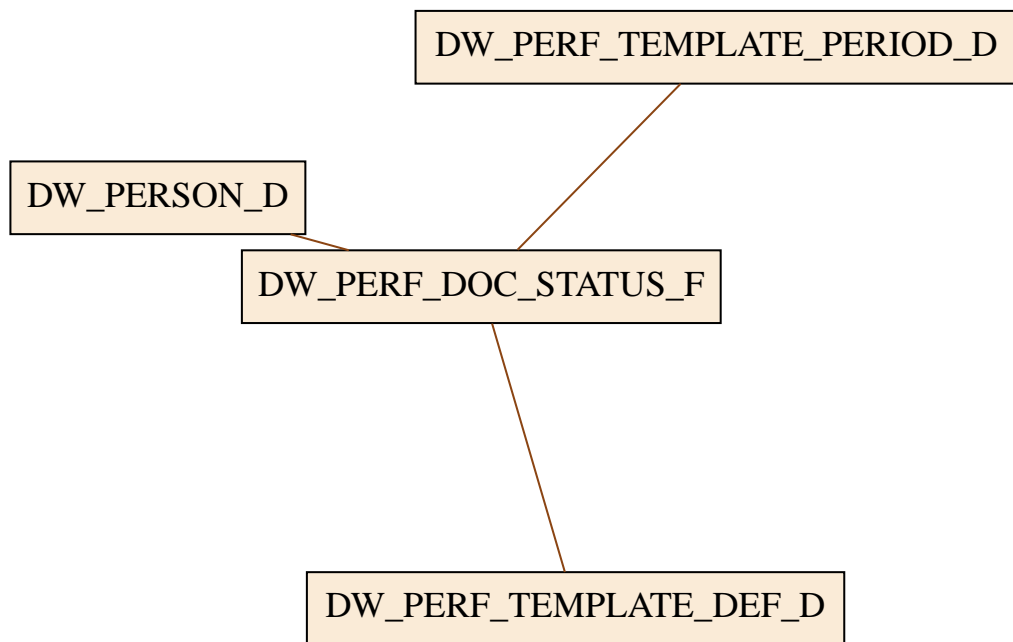 DW_PERF_TEMPLATE_PERIOD_D
DW_PERSON_D
DW_PERF_DOC_STATUS_F
DW_PERF_TEMPLATE_DEF_D